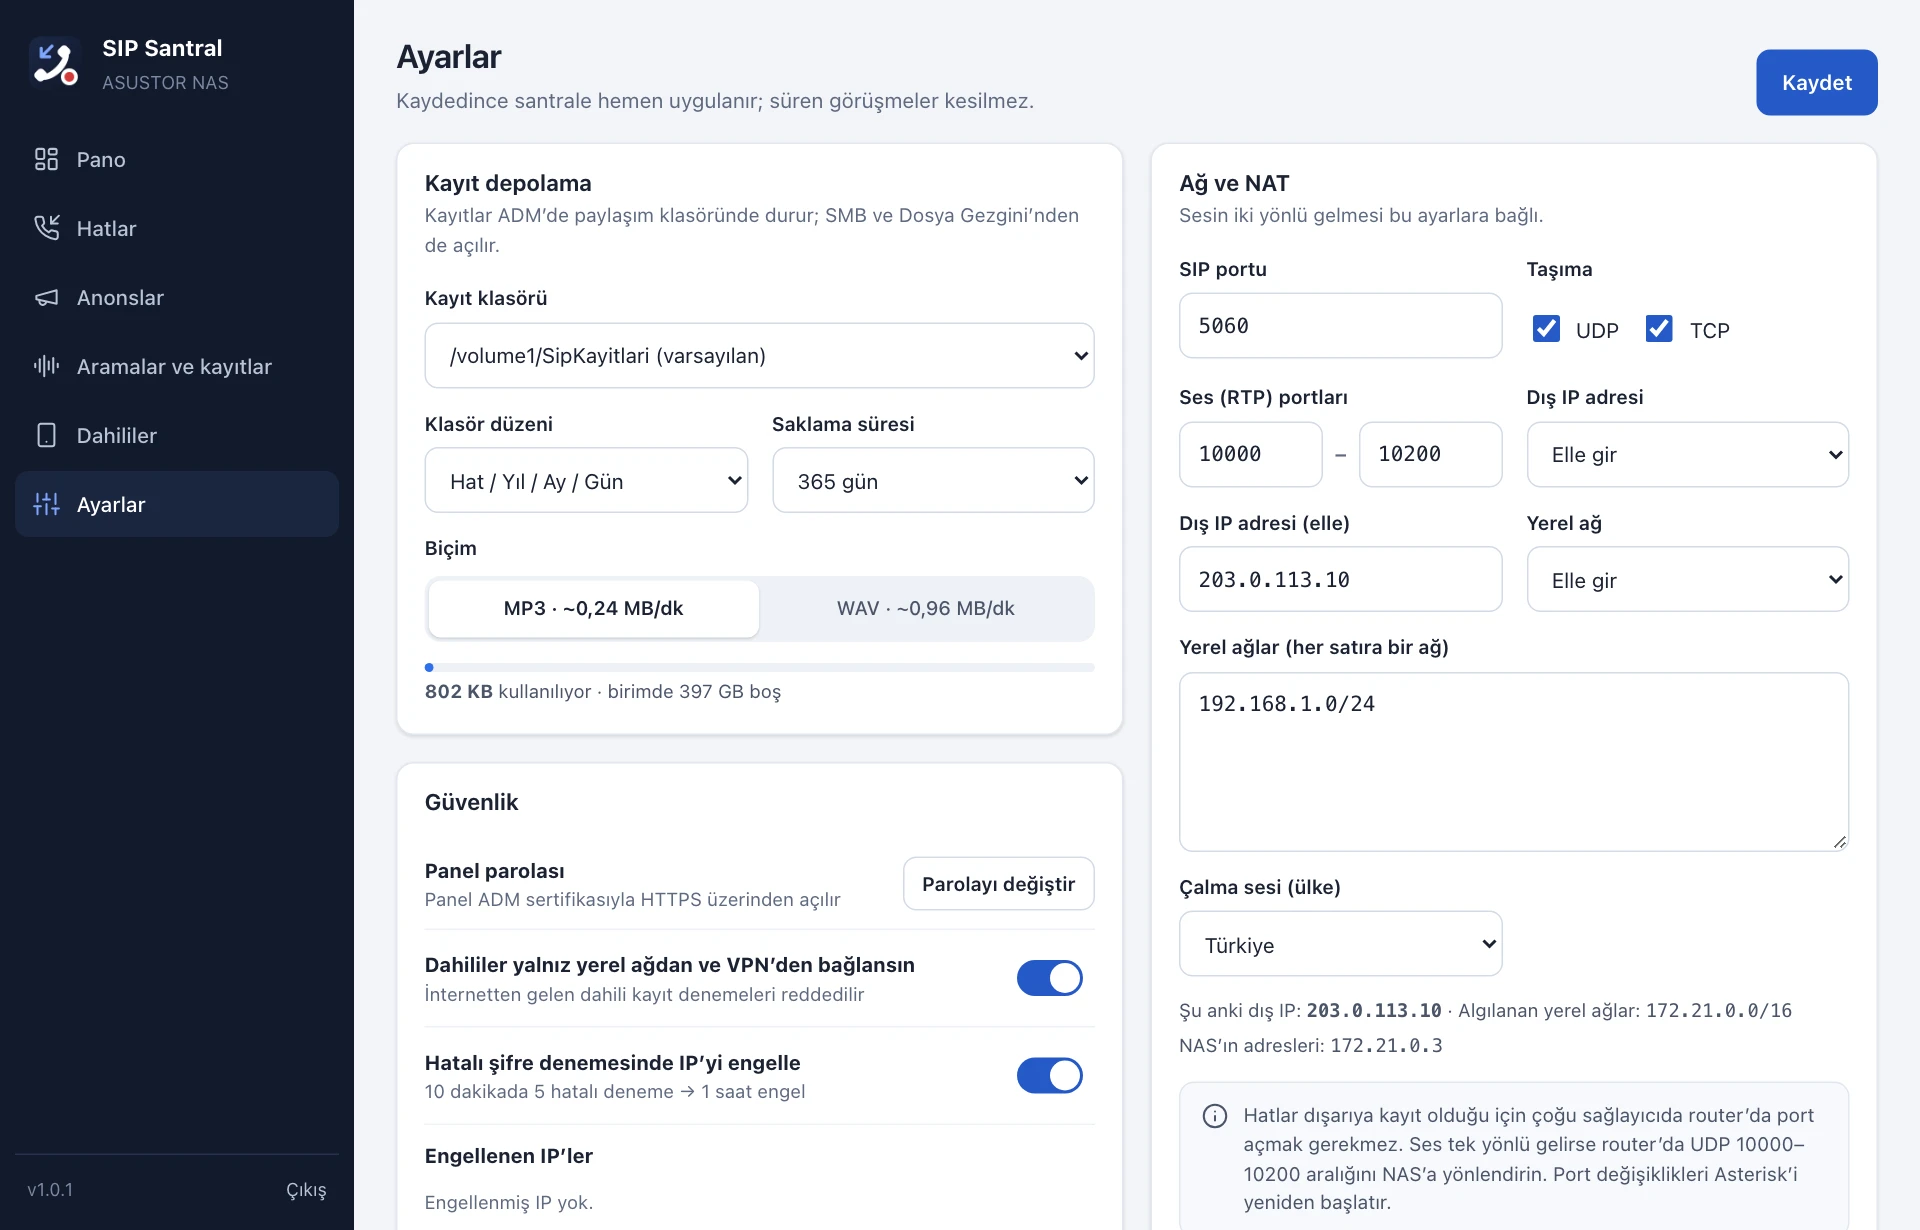 SIP Santral
ASUSTOR NAS
Pano
Hatlar
Anonslar
Aramalar ve kayıtlar
Dahililer
Ayarlar
v1.0.1
Çıkış
Ayarlar
Kaydedince santrale hemen uygulanır; süren görüşmeler kesilmez.
Kaydet
Kayıt depolama
Kayıtlar ADM’de paylaşım klasöründe durur; SMB ve Dosya Gezgini’nden
de açılır.
Kayıt klasörü
/volume1/SipKayitlari (varsayılan)
Klasör düzeni
Saklama süresi
Hat / Yıl / Ay / Gün
365 gün
Biçim
MP3 · ~0,24 MB/dk
WAV · ~0,96 MB/dk
802 KB kullanılıyor · birimde 397 GB boş
Güvenlik
Panel parolası
Panel ADM sertifikasıyla HTTPS üzerinden açılır
Parolayı değiştir
Dahililer yalnız yerel ağdan ve VPN’den bağlansın
İnternetten gelen dahili kayıt denemeleri reddedilir
Hatalı şifre denemesinde IP’yi engelle
10 dakikada 5 hatalı deneme → 1 saat engel
Engellenen IP’ler
Engellenmiş IP yok.
Ağ ve NAT
Sesin iki yönlü gelmesi bu ayarlara bağlı.
SIP portu
Taşıma
5060
UDP
TCP
Ses (RTP) portları
Dış IP adresi
10000 – 10200
Elle gir
Dış IP adresi (elle)
Yerel ağ
203.0.113.10
Elle gir
Yerel ağlar (her satıra bir ağ)
192.168.1.0/24
Çalma sesi (ülke)
Türkiye
Şu anki dış IP: 203.0.113.10 · Algılanan yerel ağlar: 172.21.0.0/16
NAS’ın adresleri: 172.21.0.3
Hatlar dışarıya kayıt olduğu için çoğu sağlayıcıda router’da port
açmak gerekmez. Ses tek yönlü gelirse router’da UDP 10000–
10200 aralığını NAS’a yönlendirin. Port değişiklikleri Asterisk’i
yeniden başlatır.